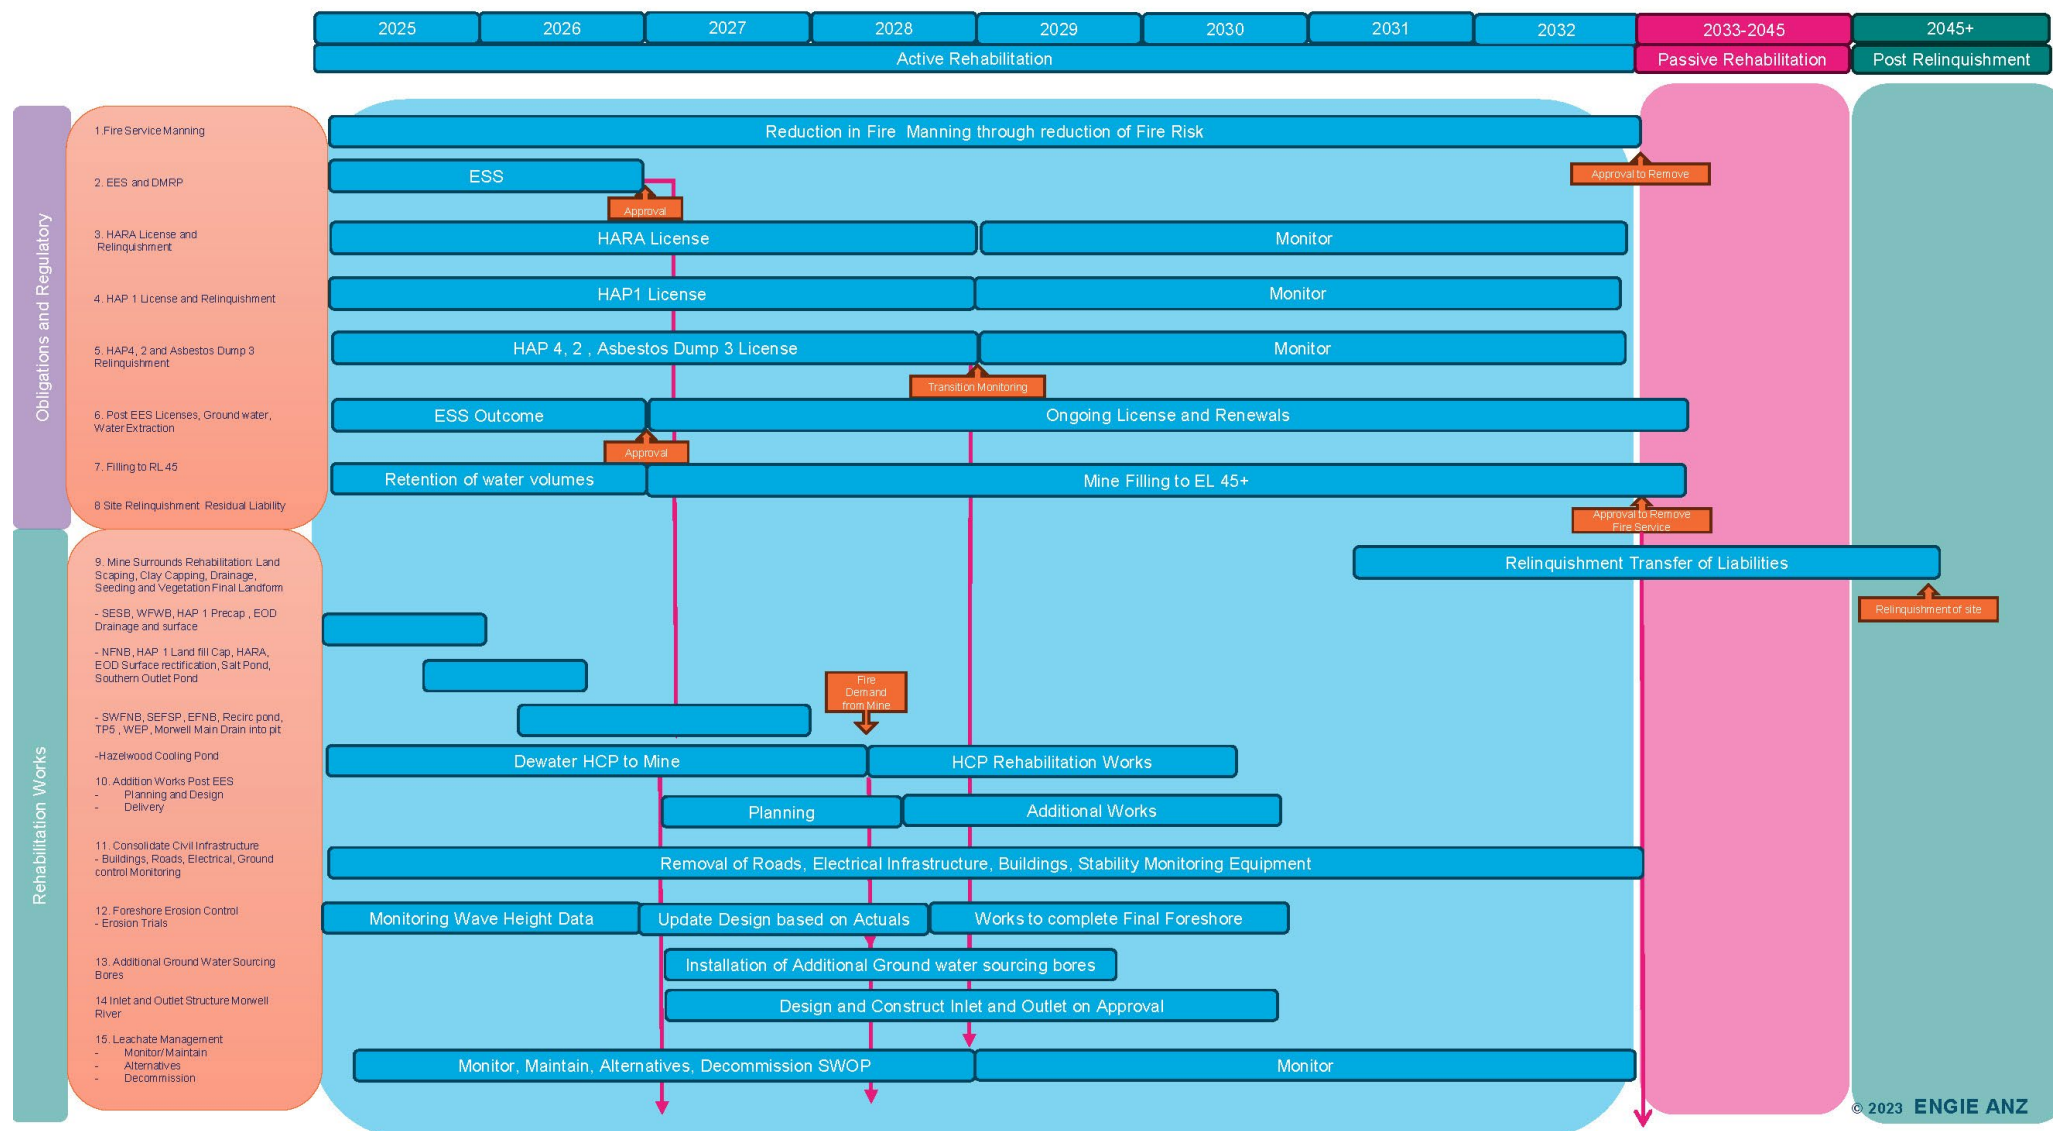 2025
2026
2027
2028
2029
2030
2031
2032
2033-2045
2045+
Active Rehabilitation
Passive Rehabilitation
Post Relinquishment
Obligations and Regulatory
1.Fire Service Manning
2. EES and DMRP
3. HARA License and
Relinquishment
4. HAP 1 License and Relinquishment
5. HAP4, 2 and Asbestos Dump 3
Relinquishment
6. Post EES Licenses, Ground water,
Water Extraction
7. Filling to RL 45
8 Site Relinquishment Residual Liability
Reduction in Fire Manning through reduction of Fire Risk
Approval to Remove
ESS
Approval
HARA License
Monitor
HAP1 License
Monitor
HAP 4, 2 , Asbestos Dump 3 License
Monitor
Transition Monitoring
ESS Outcome
Ongoing License and Renewals
Approval
Retention of water volumes
Mine Filling to EL 45+
Approval to Remove
Fire Service
Relinquishment Transfer of Liabilities
Relinquishment of site
Rehabilitation Works
9. Mine Surrounds Rehabilitation: Land
Scaping, Clay Capping, Drainage,
Seeding and Vegetation Final Landform
- SESB, WFWB, HAP 1 Precap , EOD
Drainage and surface
- NFNB, HAP 1 Land fill Cap, HARA,
EOD Surface rectification, Salt Pond,
Southern Outlet Pond
- SWFNB, SEFSP, EFNB, Recirc pond,
TP5 , WEP, Morwell Main Drain into pit
-Hazelwood Cooling Pond
10. Addition Works Post EES
- Planning and Design
- Delivery
11. Consolidate Civil Infrastructure
- Buildings, Roads, Electrical, Ground
control Monitoring
12. Foreshore Erosion Control
- Erosion Trials
13. Additional Ground Water Sourcing
Bores
14 Inlet and Outlet Structure Morwell
River
15. Leachate Management
- Monitor/Maintain
- Alternatives
- Decommission
Fire
Demand
from Mine
Dewater HCP to Mine
HCP Rehabilitation Works
Planning
Additional Works
Removal of Roads, Electrical Infrastructure, Buildings, Stability Monitoring Equipment
Monitoring Wave Height Data
Update Design based on Actuals
Works to complete Final Foreshore
Installation of Additional Ground water sourcing bores
Design and Construct Inlet and Outlet on Approval
Monitor, Maintain, Alternatives, Decommission SWOP
Monitor
© 2023 ENGIE ANZ